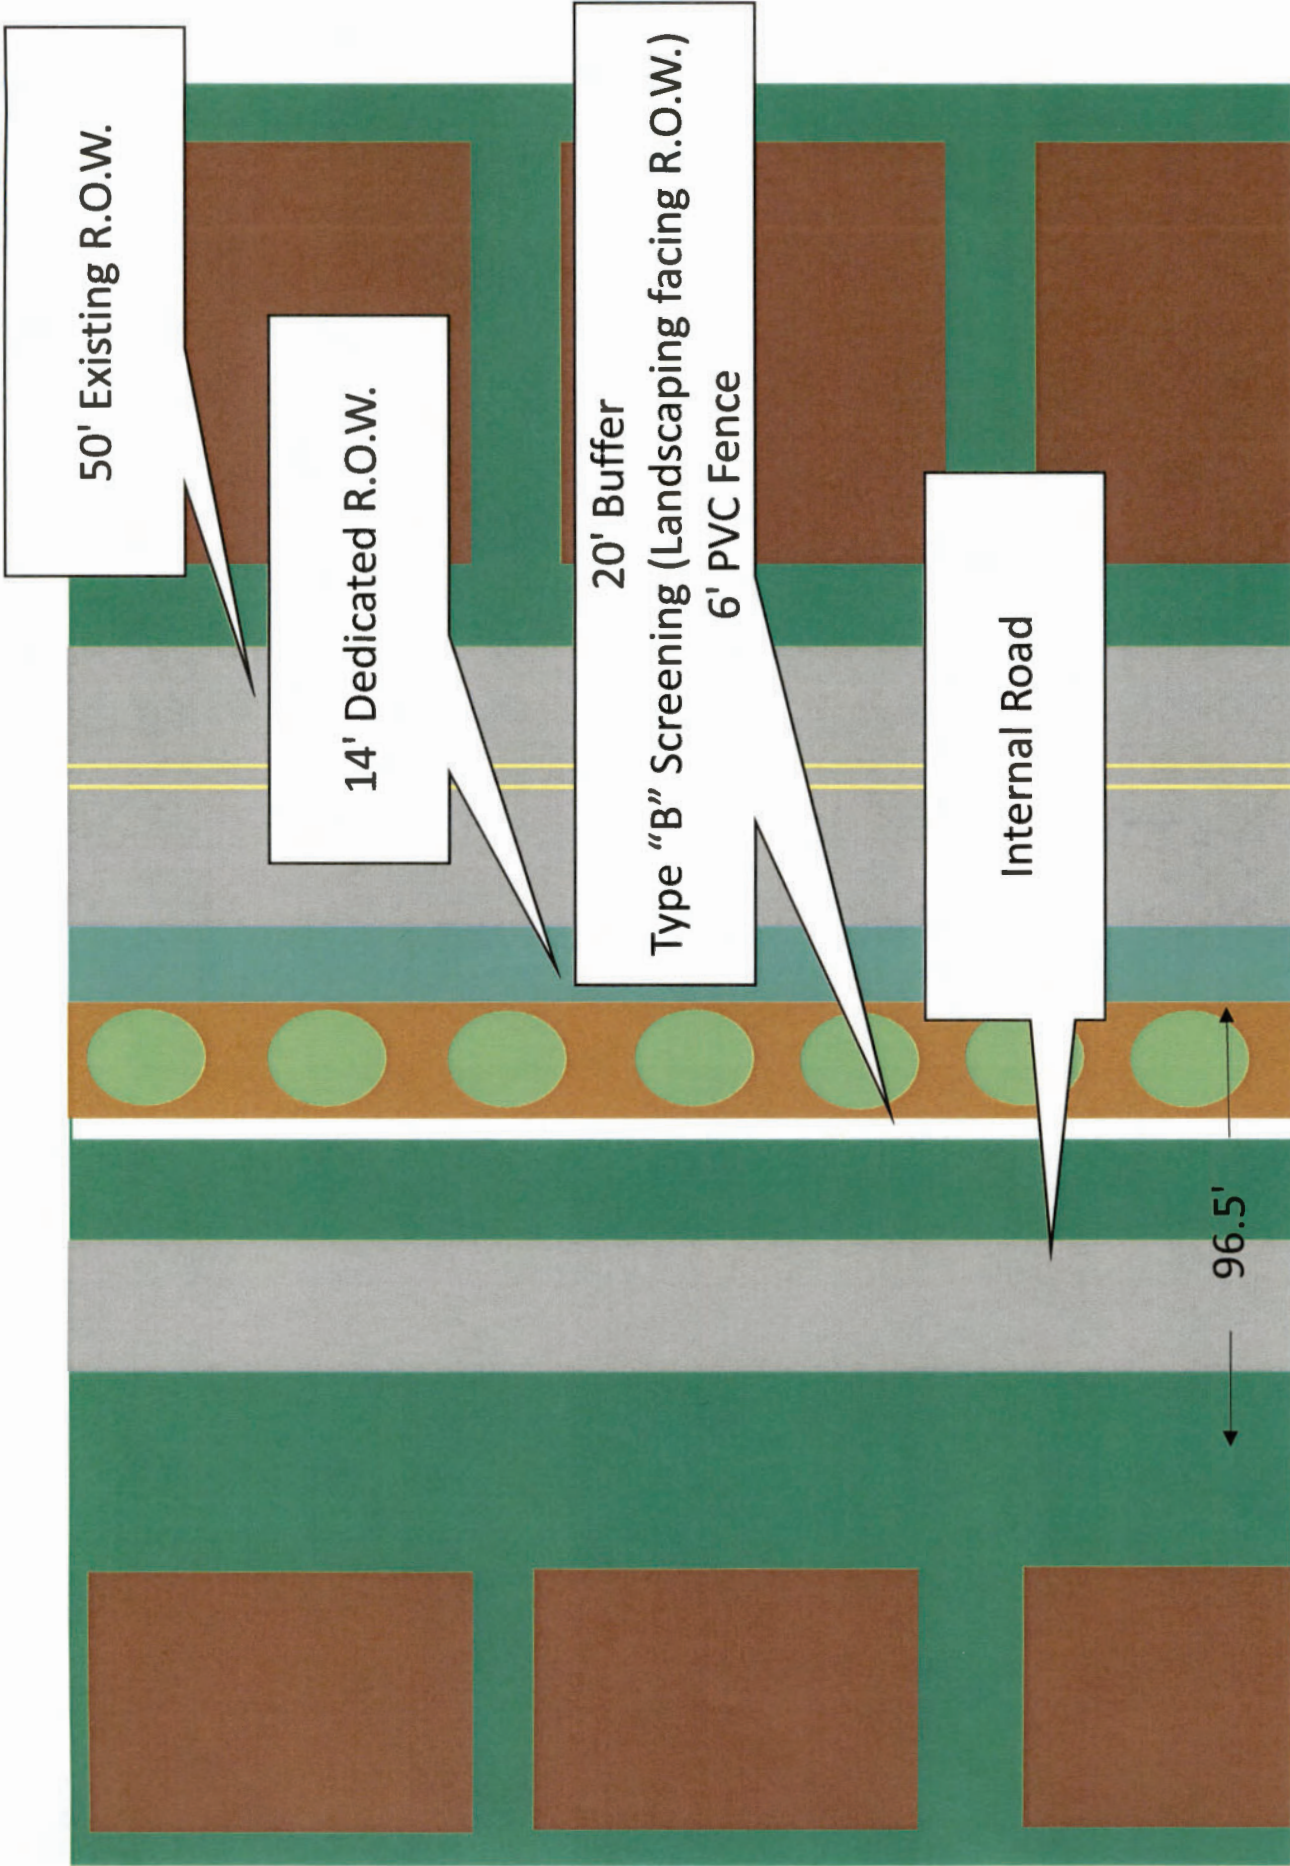 50' Existing R.O.W.
14' Dedicated R.O.W.
20' Buffer
Type “B” Screening (Landscaping facing R.O.W.)
6' PVC Fence
Internal Road
96.5'